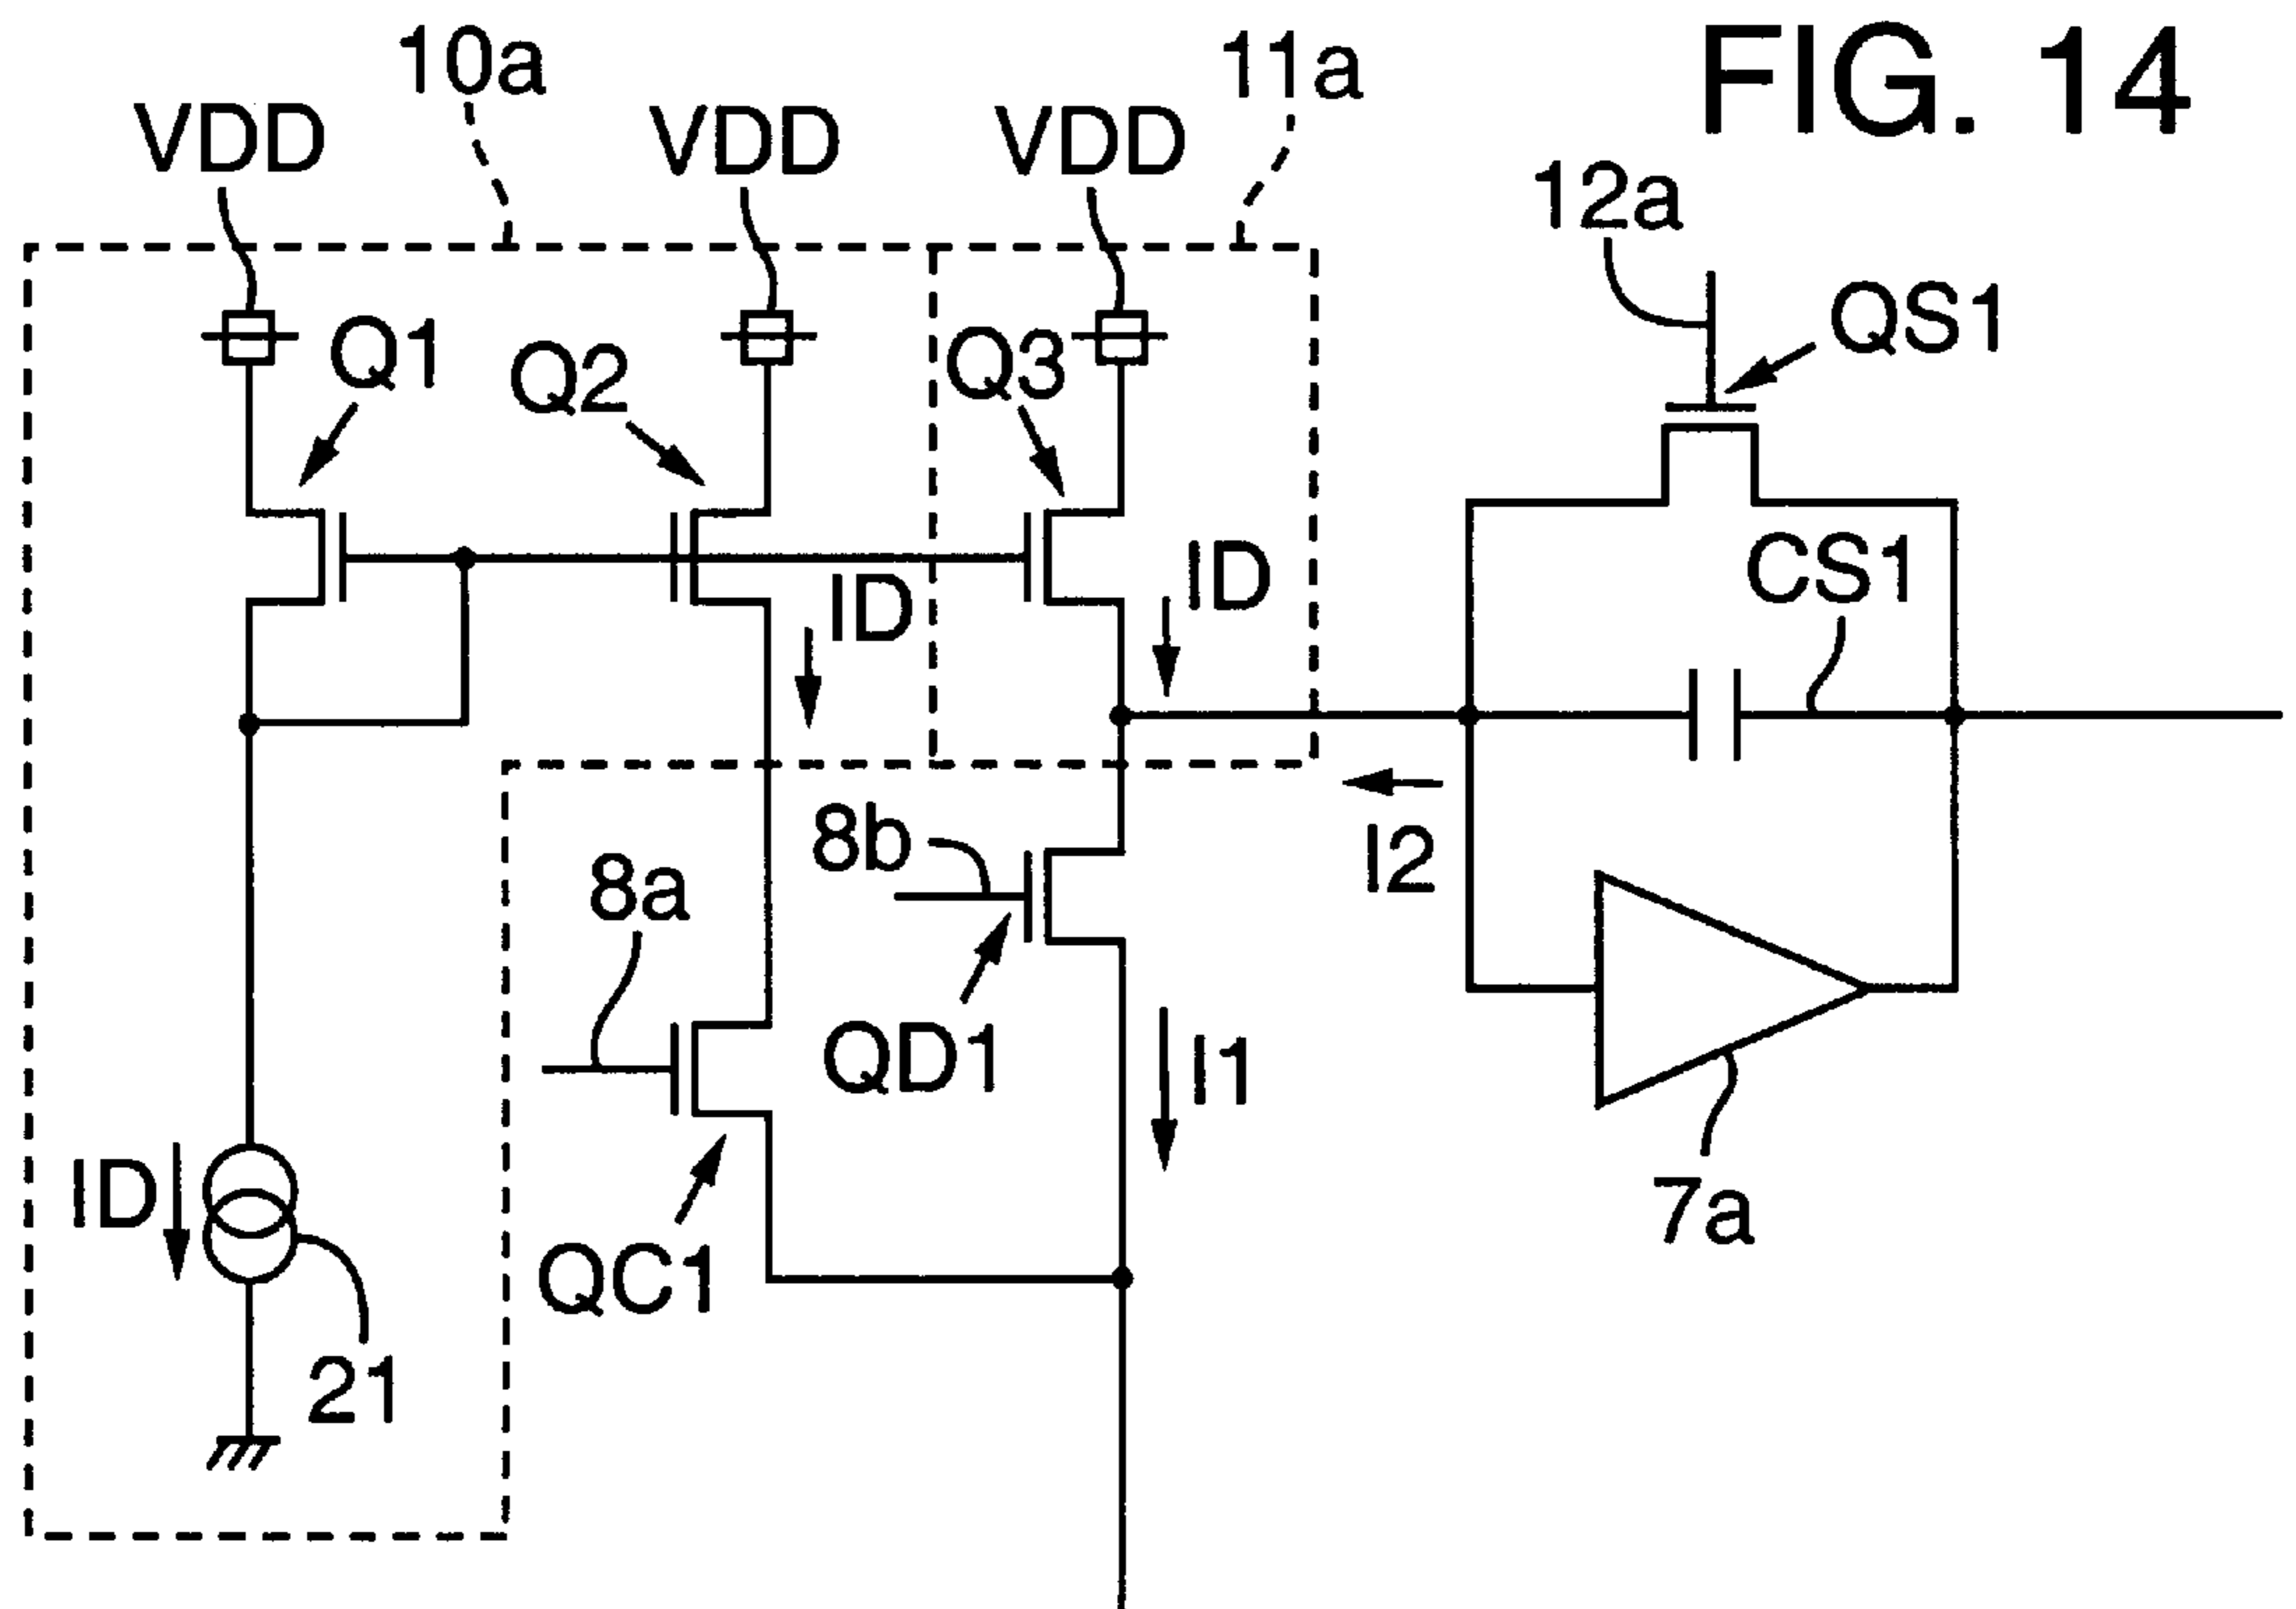 FIG. 14
10a
11a
VDD
VDD
VDD
12a
Q1
Q2
Q3
QS1
ID
ID
CS1
8b
8a
I2
QD1
I1
ID
QC1
7a
21